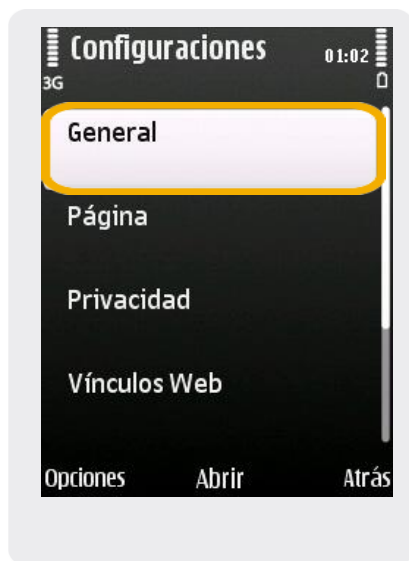 Configuraciones 01:02
3G
General
Página
Privacidad
Vínculos Web
Opciones Abrir Atrás